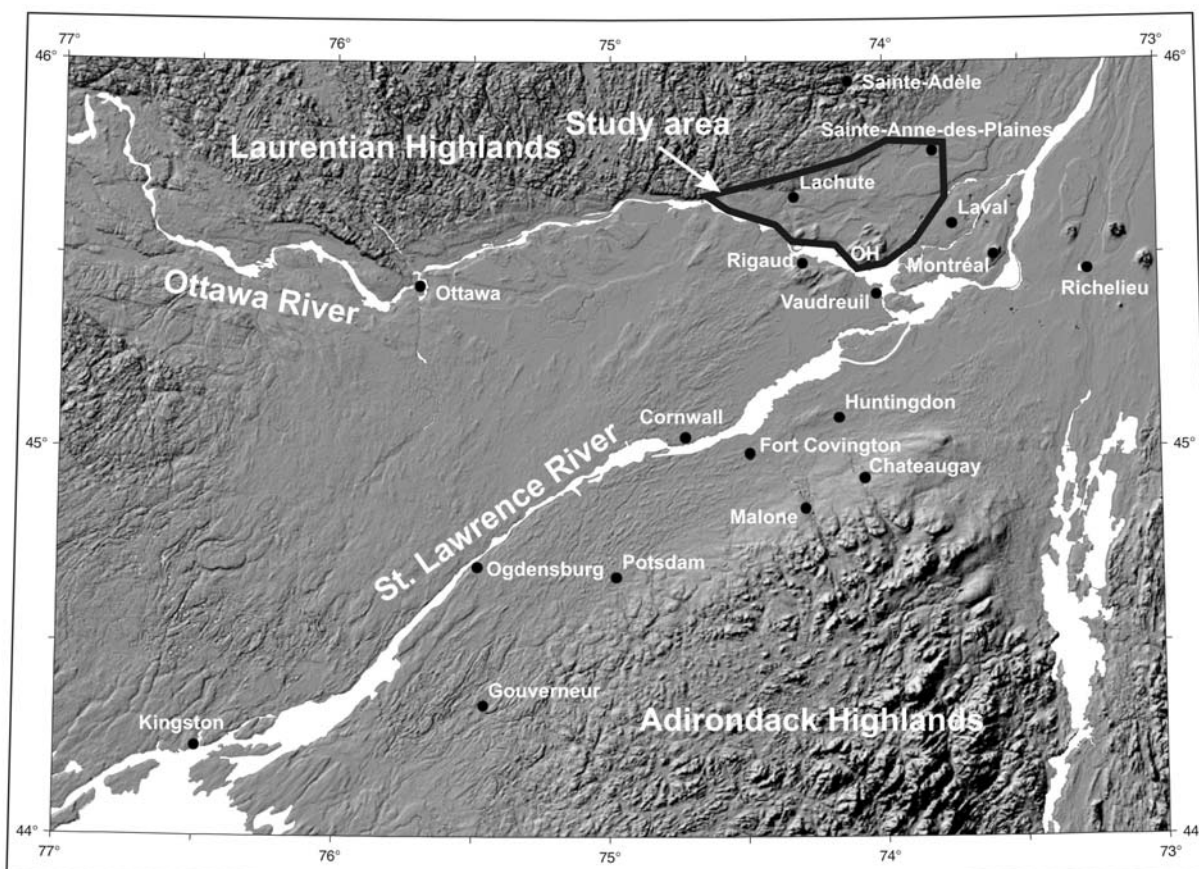 77°
76°
75°
74°
73°
46°
46°
Sainte-Adèle
Study area
Sainte-Anne-des-Plaines
Laurentian Highlands
Lachute
Laval
OH
Rigaud
Montréal
Richelieu
Ottawa River
Ottawa
Vaudreuil
Huntingdon
Cornwall
45°
45°
Fort Covington
Chateaugay
St. Lawrence River
Malone
Ogdensburg
Potsdam
Gouverneur
Kingston
Adirondack Highlands
44°
44
77°
76°
75°
74°
73°